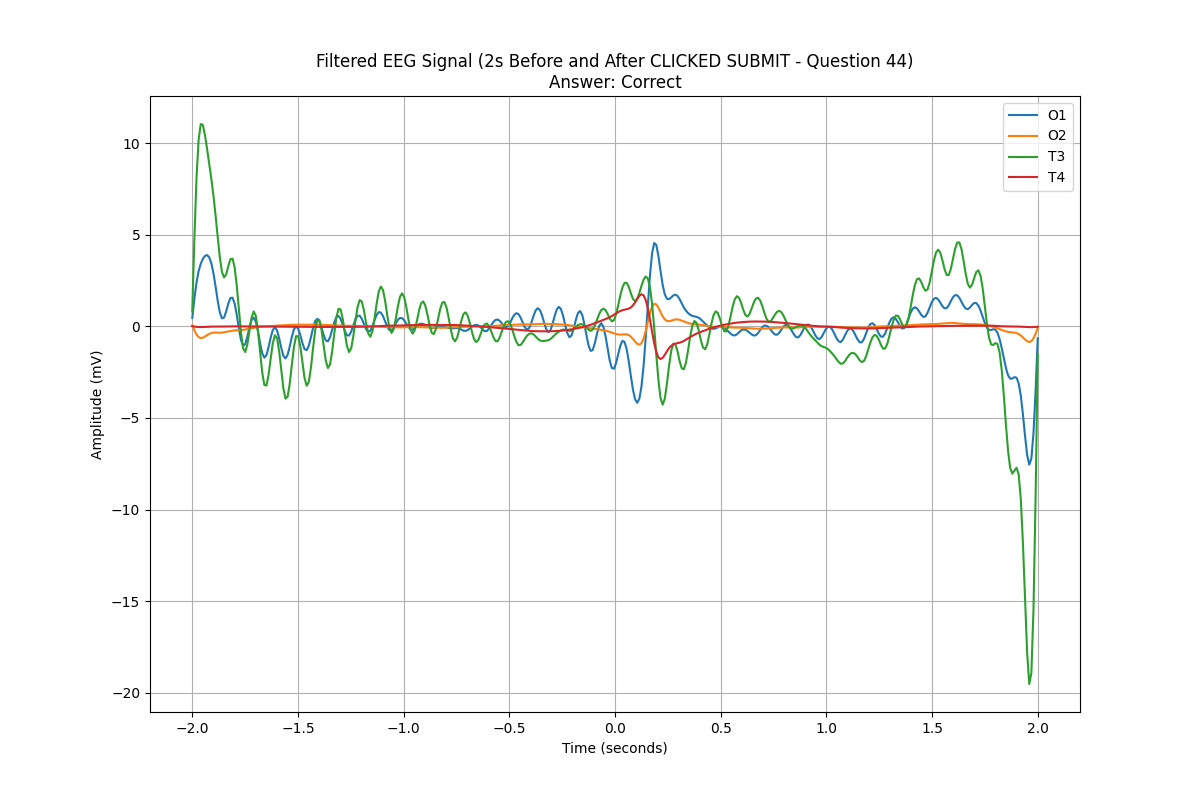 Filtered EEG Signal (2s Before and After CLICKED SUBMIT - Question 44)
Answer: Correct
O1
O2
T3
T4
10
5
0
−5
−10
−15
−20
Amplitude (mV)
−2.0 −1.5 −1.0 −0.5 0.0 0.5 1.0 1.5 2.0
Time (seconds)